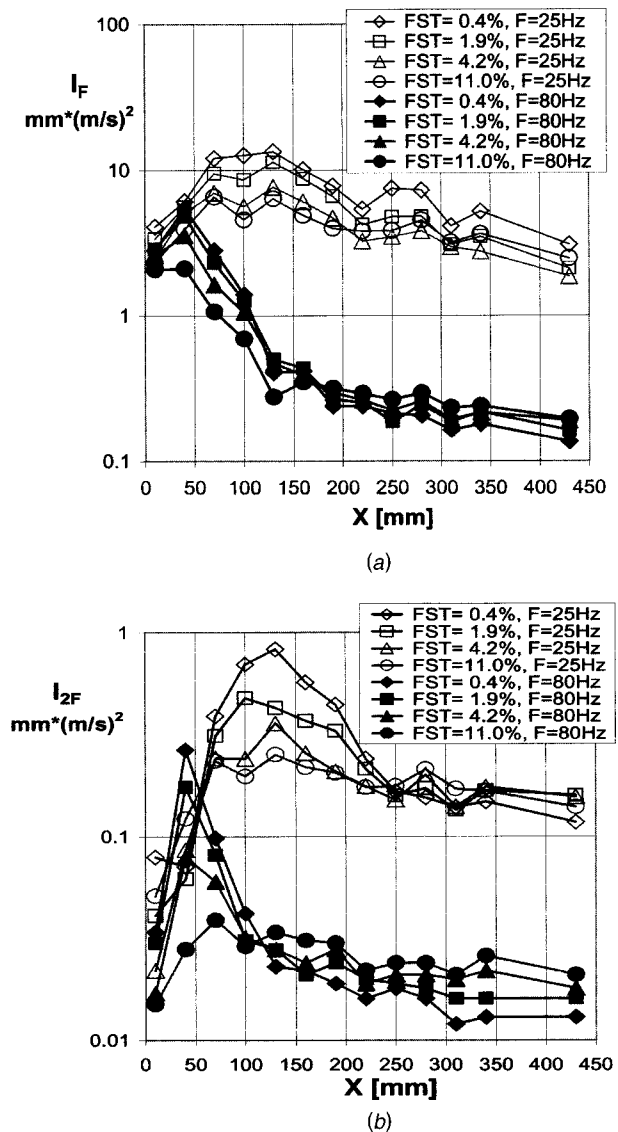 100
I_F
mm*(m/s)²
10
1
0.1
FST= 0.4%, F=25Hz
FST= 1.9%, F=25Hz
FST= 4.2%, F=25Hz
FST=11.0%, F=25Hz
FST= 0.4%, F=80Hz
FST= 1.9%, F=80Hz
FST= 4.2%, F=80Hz
FST=11.0%, F=80Hz
0 50 100 150 200 250 300 350 400 450
X [mm]
(a)
1
I_2F
mm*(m/s)²
0.1
0.01
FST= 0.4%, F=25Hz
FST= 1.9%, F=25Hz
FST= 4.2%, F=25Hz
FST=11.0%, F=25Hz
FST= 0.4%, F=80Hz
FST= 1.9%, F=80Hz
FST= 4.2%, F=80Hz
FST=11.0%, F=80Hz
0 50 100 150 200 250 300 350 400 450
X [mm]
(b)